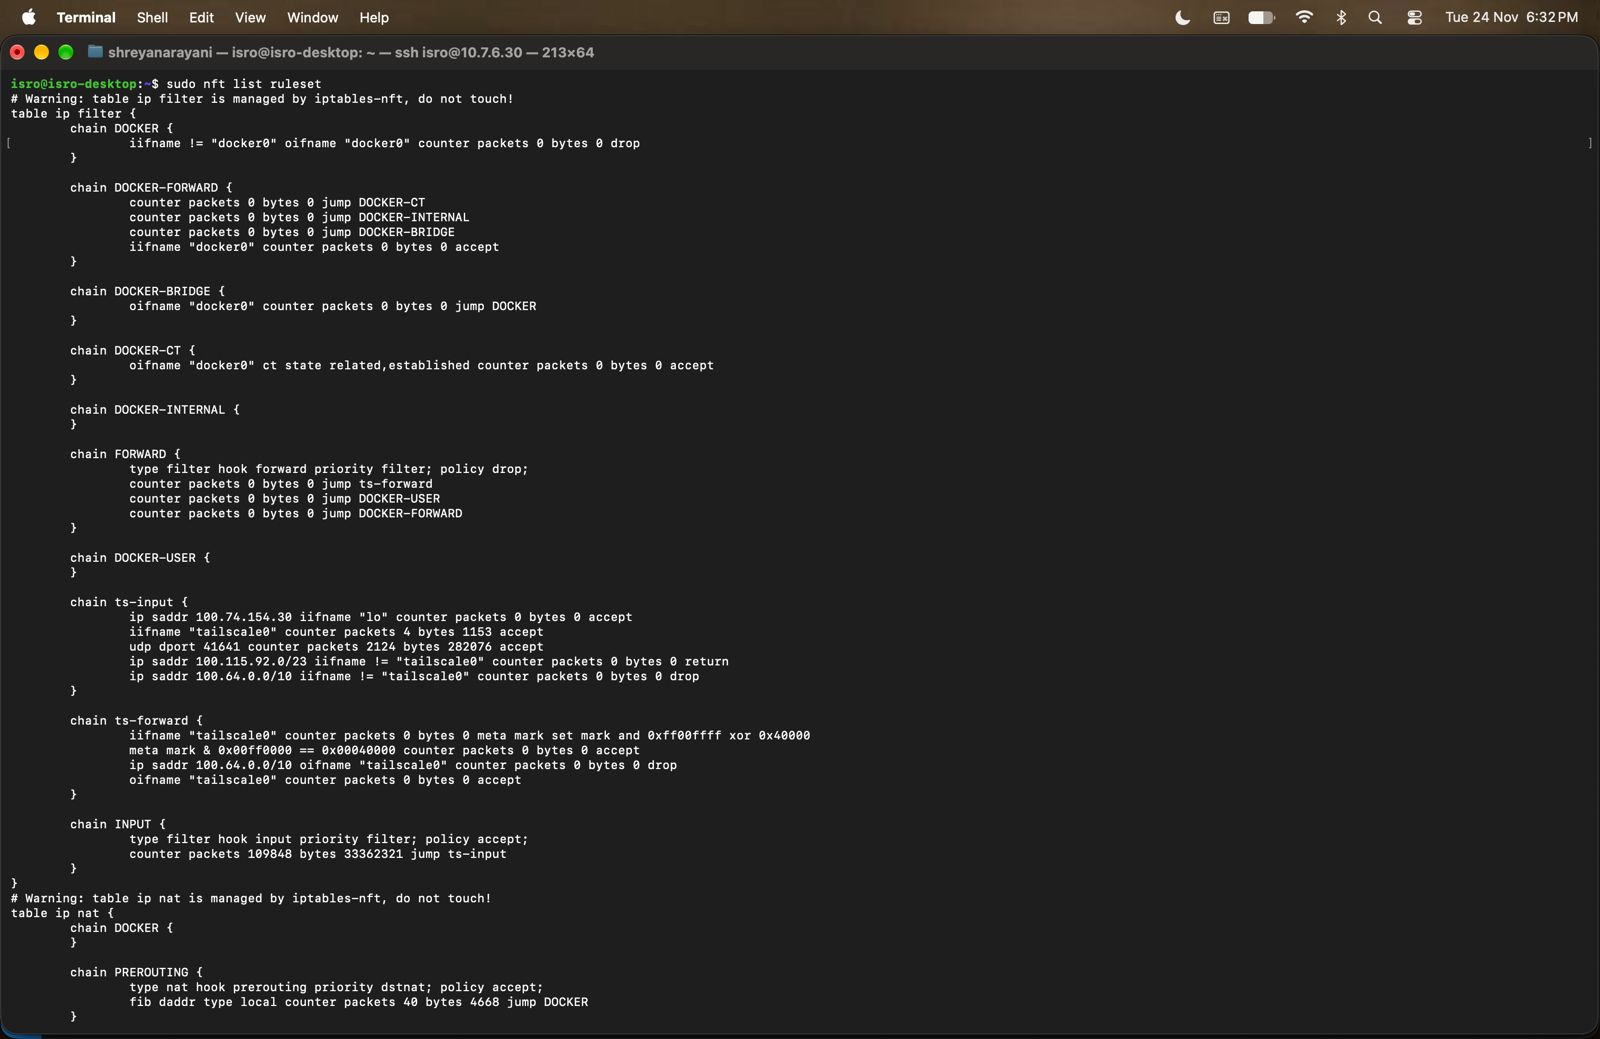 Terminal Shell Edit View Window Help Tue 24 Nov 6:32 PM
shreyanarayani — isro@isro-desktop: ~ — ssh isro@10.7.6.30 — 213×64
isro@isro-desktop:~$ sudo nft list ruleset
# Warning: table ip filter is managed by iptables-nft, do not touch!
table ip filter {
        chain DOCKER {
[               iifname != "docker0" oifname "docker0" counter packets 0 bytes 0 drop ]
        }

        chain DOCKER-FORWARD {
                counter packets 0 bytes 0 jump DOCKER-CT
                counter packets 0 bytes 0 jump DOCKER-INTERNAL
                counter packets 0 bytes 0 jump DOCKER-BRIDGE
                iifname "docker0" counter packets 0 bytes 0 accept
        }

        chain DOCKER-BRIDGE {
                oifname "docker0" counter packets 0 bytes 0 jump DOCKER
        }

        chain DOCKER-CT {
                oifname "docker0" ct state related,established counter packets 0 bytes 0 accept
        }

        chain DOCKER-INTERNAL {
        }

        chain FORWARD {
                type filter hook forward priority filter; policy drop;
                counter packets 0 bytes 0 jump ts-forward
                counter packets 0 bytes 0 jump DOCKER-USER
                counter packets 0 bytes 0 jump DOCKER-FORWARD
        }

        chain DOCKER-USER {
        }

        chain ts-input {
                ip saddr 100.74.154.30 iifname "lo" counter packets 0 bytes 0 accept
                iifname "tailscale0" counter packets 4 bytes 1153 accept
                udp dport 41641 counter packets 2124 bytes 282076 accept
                ip saddr 100.115.92.0/23 iifname != "tailscale0" counter packets 0 bytes 0 return
                ip saddr 100.64.0.0/10 iifname != "tailscale0" counter packets 0 bytes 0 drop
        }

        chain ts-forward {
                iifname "tailscale0" counter packets 0 bytes 0 meta mark set mark and 0xff00ffff xor 0x40000
                meta mark & 0x00ff0000 == 0x00040000 counter packets 0 bytes 0 accept
                ip saddr 100.64.0.0/10 oifname "tailscale0" counter packets 0 bytes 0 drop
                oifname "tailscale0" counter packets 0 bytes 0 accept
        }

        chain INPUT {
                type filter hook input priority filter; policy accept;
                counter packets 109848 bytes 33362321 jump ts-input
        }
}
# Warning: table ip nat is managed by iptables-nft, do not touch!
table ip nat {
        chain DOCKER {
        }

        chain PREROUTING {
                type nat hook prerouting priority dstnat; policy accept;
                fib daddr type local counter packets 40 bytes 4668 jump DOCKER
        }